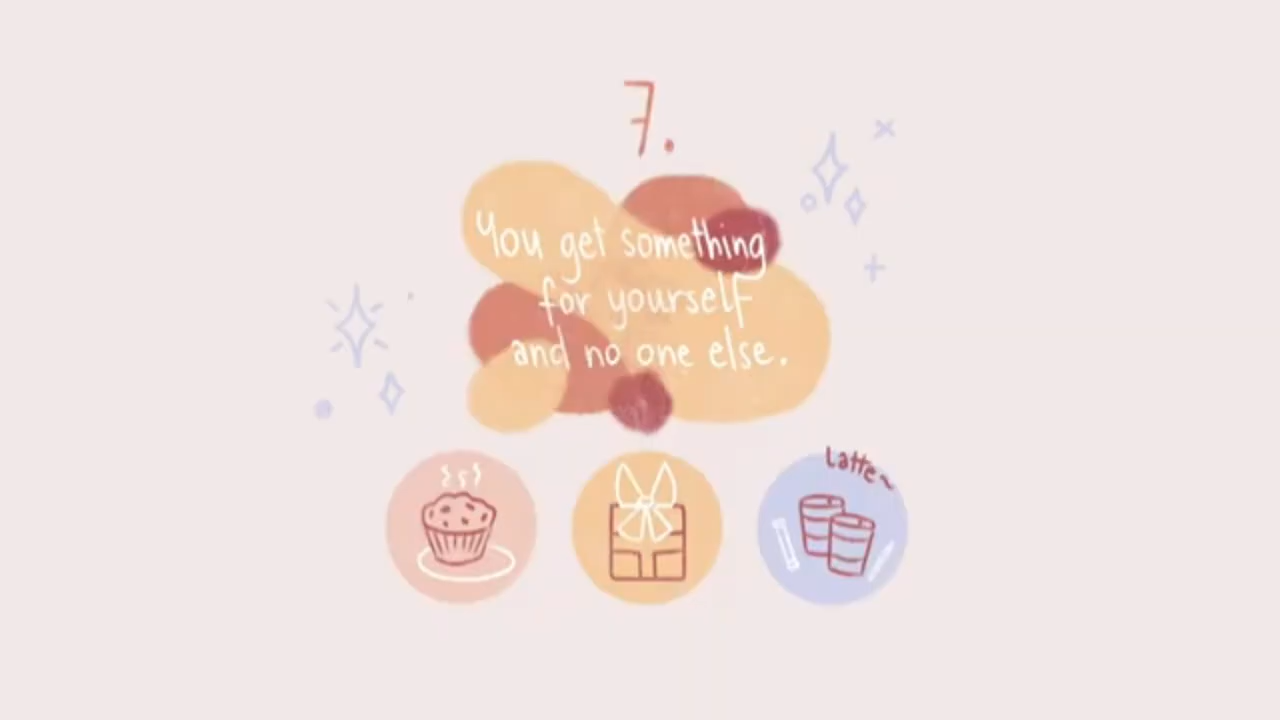 7.
You get something
for yourself
and no one else.
Latte~